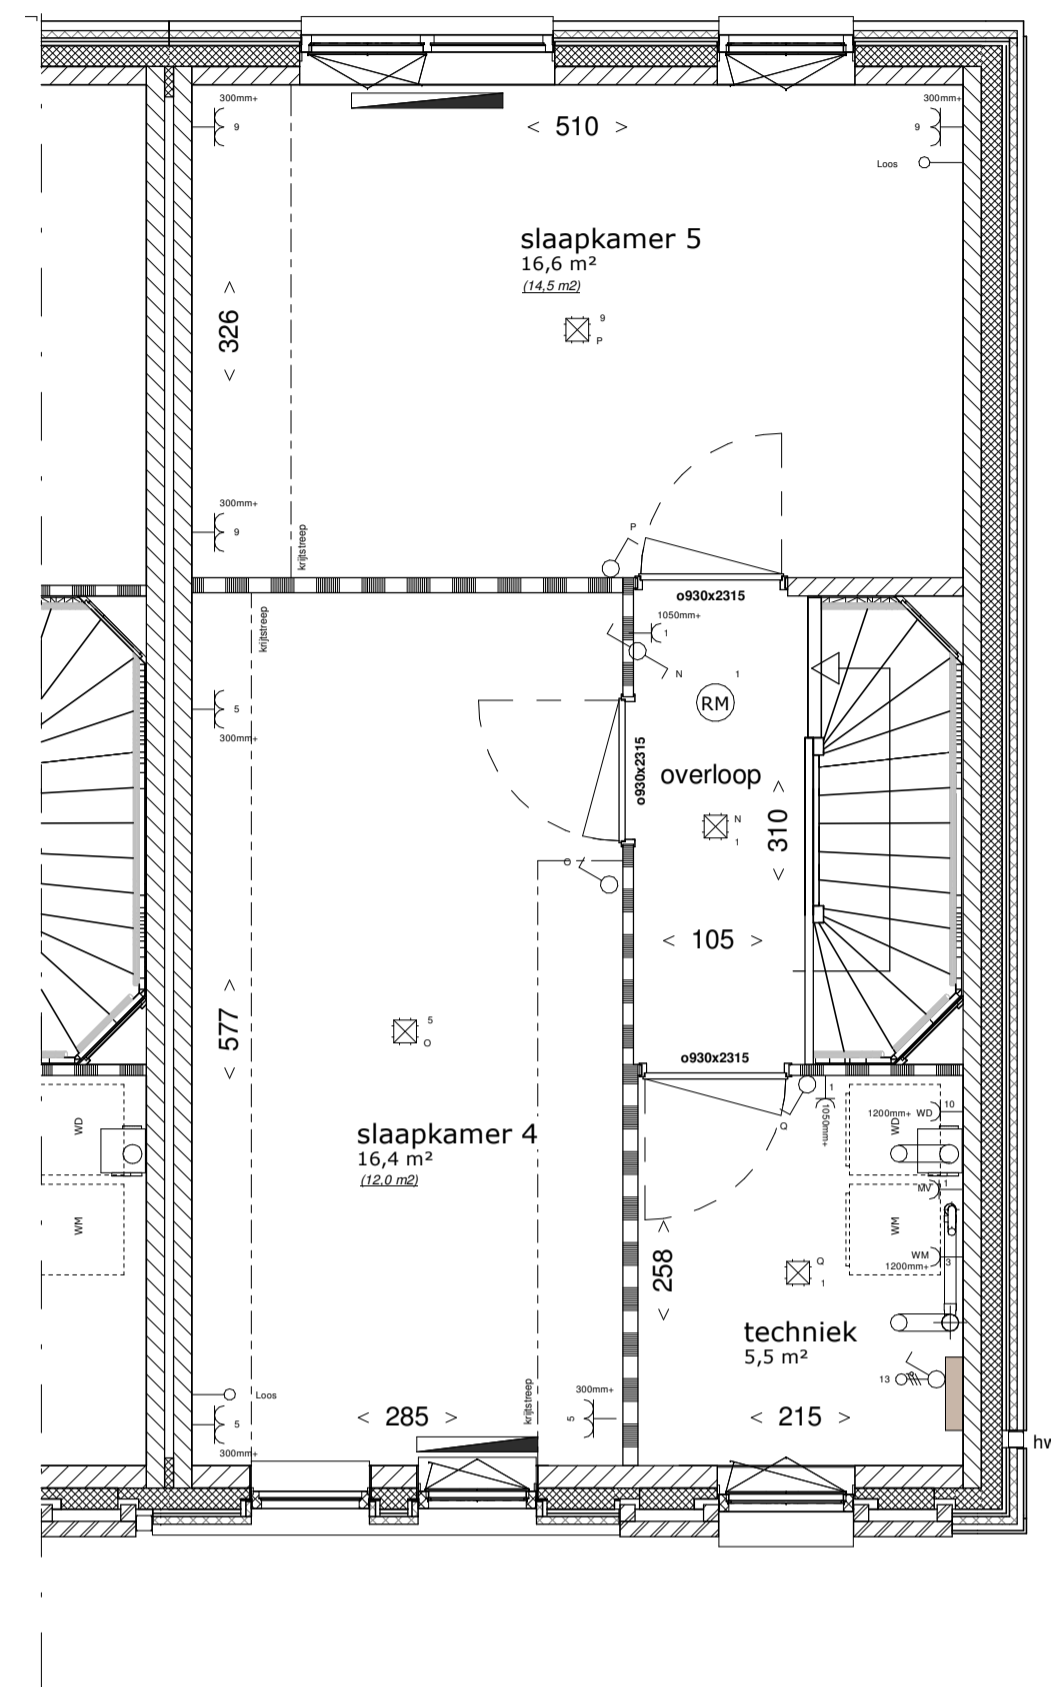 300mm+
9
< 510 >
300mm+
9
Loos
slaapkamer 5
16,6 m²
(14,5 m2)
9
P
< 326 >
300mm+
9
krijtstreep
P
o930x2315
1050mm+
1
N
1
RM
krijtstreep
5
300mm+
o930x2315
overloop
N
1
< 310 >
O
< 105 >
< 577 >
5
O
o930x2315
1
1050mm+
Q
WD
WM
1200mm+ WD
10
WD
MV
1
WM
WM
1200mm+
3
slaapkamer 4
16,4 m²
(12,0 m2)
< 258 >
Q
1
techniek
5,5 m²
13
Loos
5
300mm+
< 285 >
krijtstreep
300mm+
5
< 215 >
hw